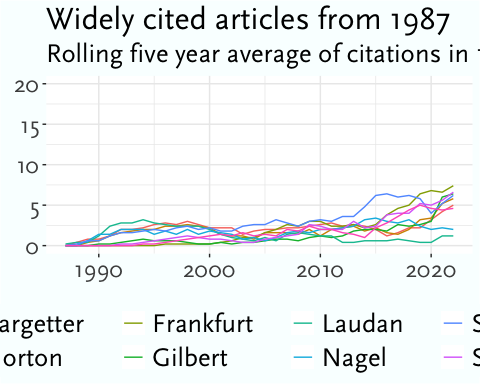 Widely cited articles from 1987
Rolling five year average of citations in
20
15
10
5
0
1990 2000 2010 2020
argetter Frankfurt Laudan S
orton Gilbert Nagel S